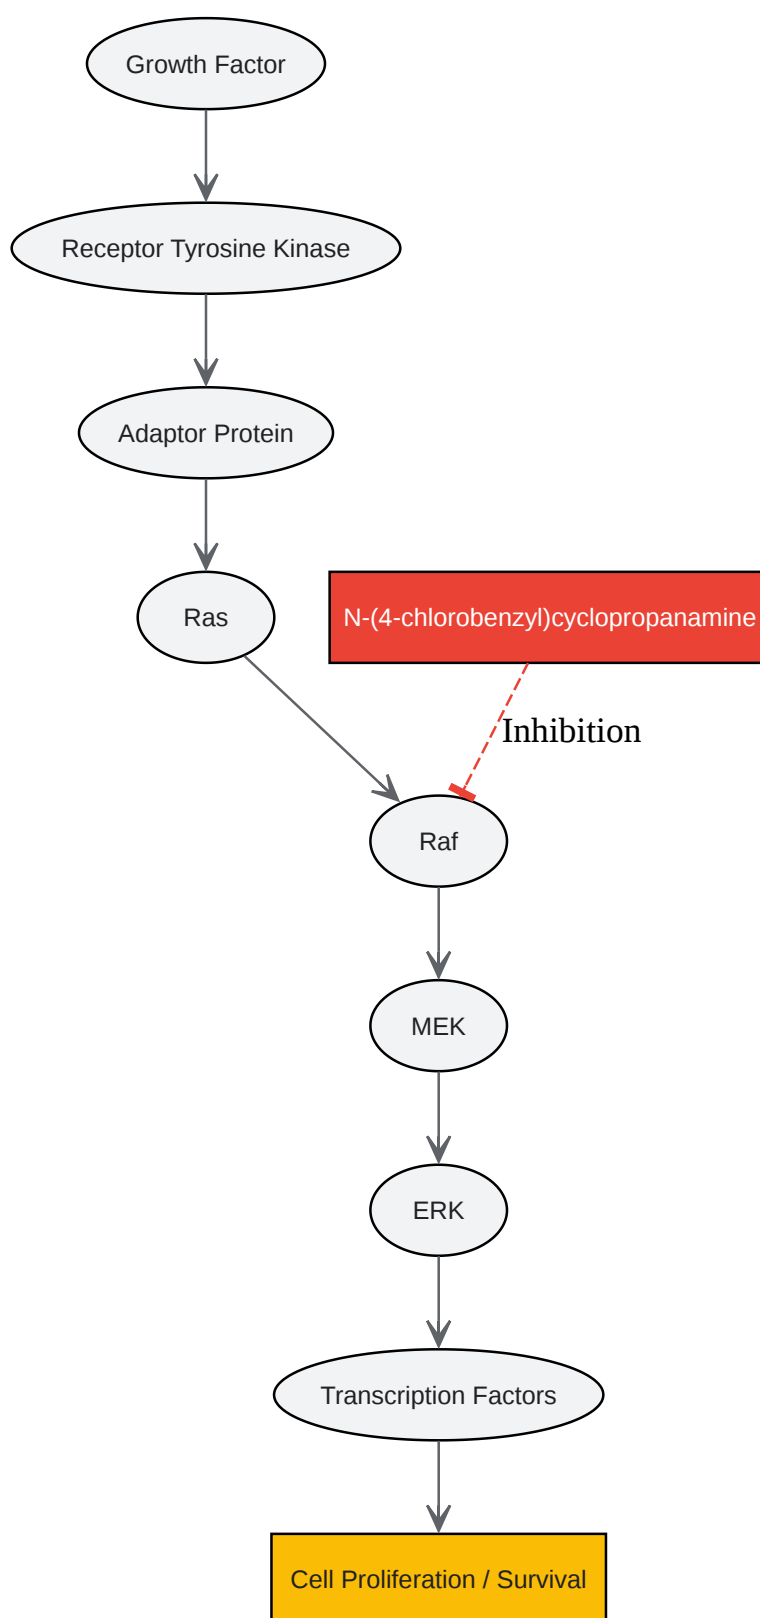 Growth Factor
Receptor Tyrosine Kinase
Adaptor Protein
Ras
N-(4-chlorobenzyl)cyclopropanamine
Inhibition
Raf
MEK
ERK
Transcription Factors
Cell Proliferation / Survival